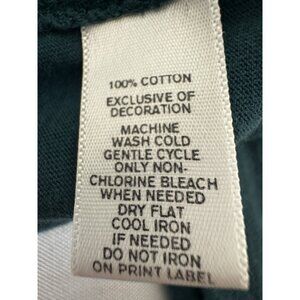 100% COTTON
EXCLUSIVE OF
DECORATION
MACHINE
WASH COLD
GENTLE CYCLE
ONLY NON-
CHLORINE BLEACH
WHEN NEEDED
DRY FLAT
COOL IRON
IF NEEDED
DO NOT IRON
ON PRINT LABEL